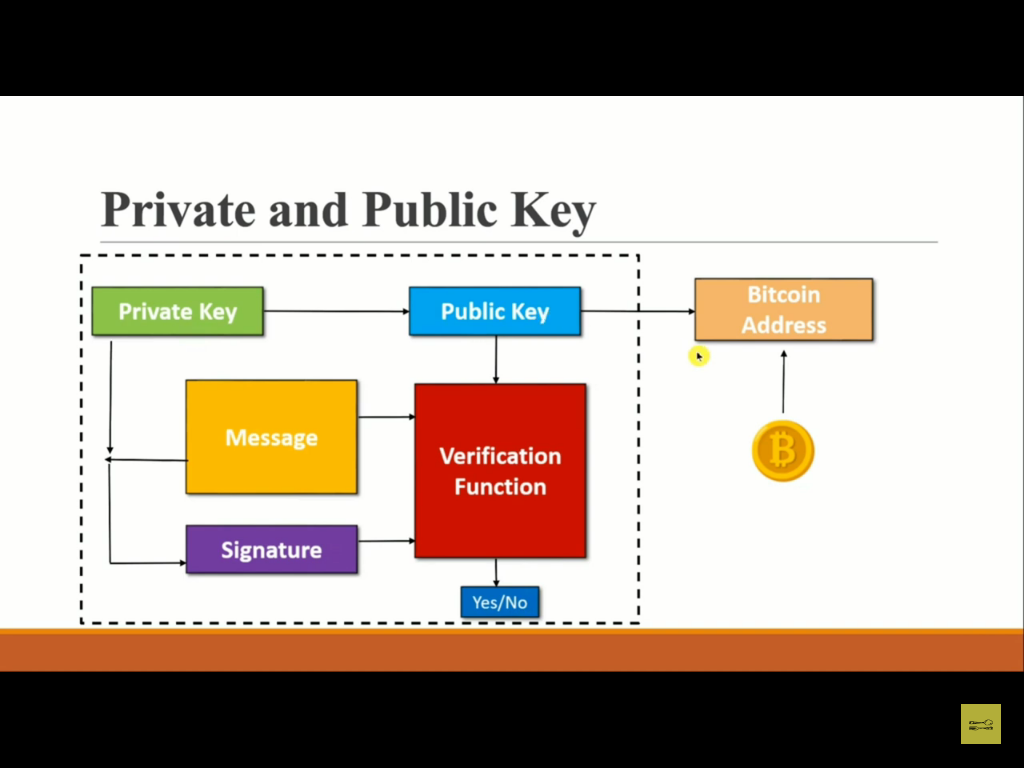 Private and Public Key
Private Key
Public Key
Bitcoin
Address
Message
Verification
Function
Signature
Yes/No